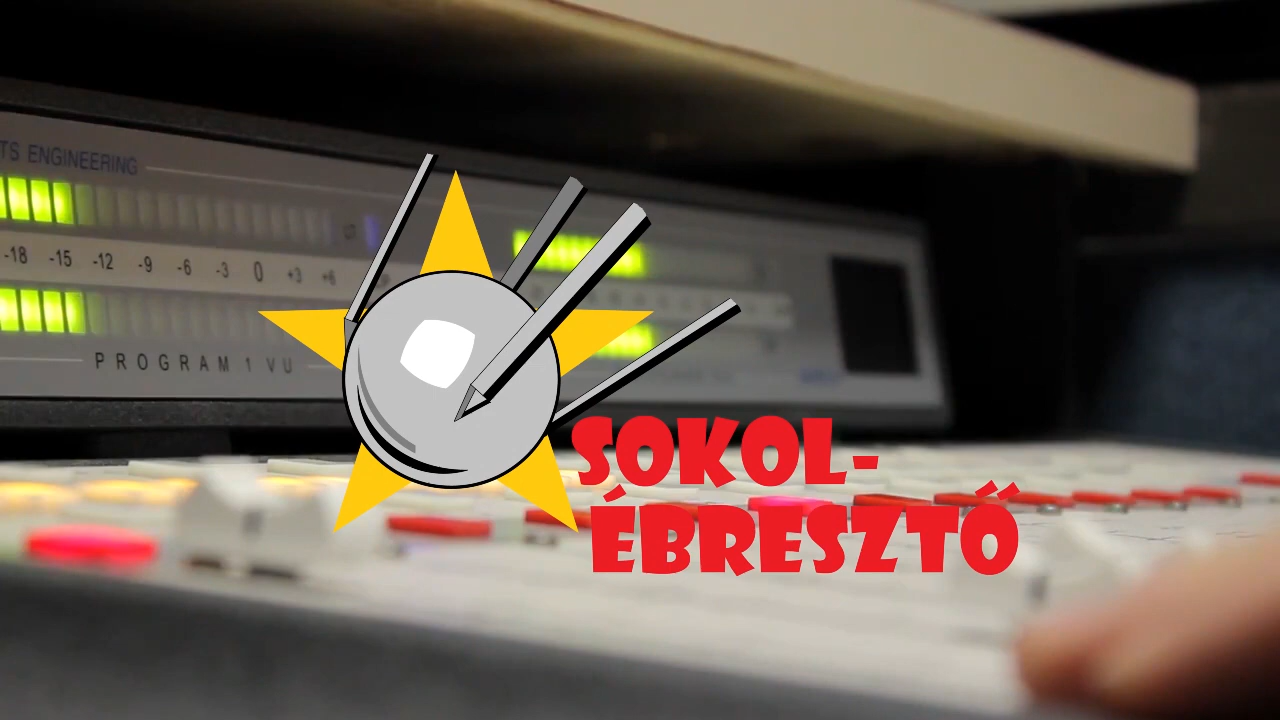 TS ENGINEERING
-18 -15 -12 -9 -6 -3 0 +3 +6
PROGRAM 1 VU
SOKOL-
ÉBRESZTŐ